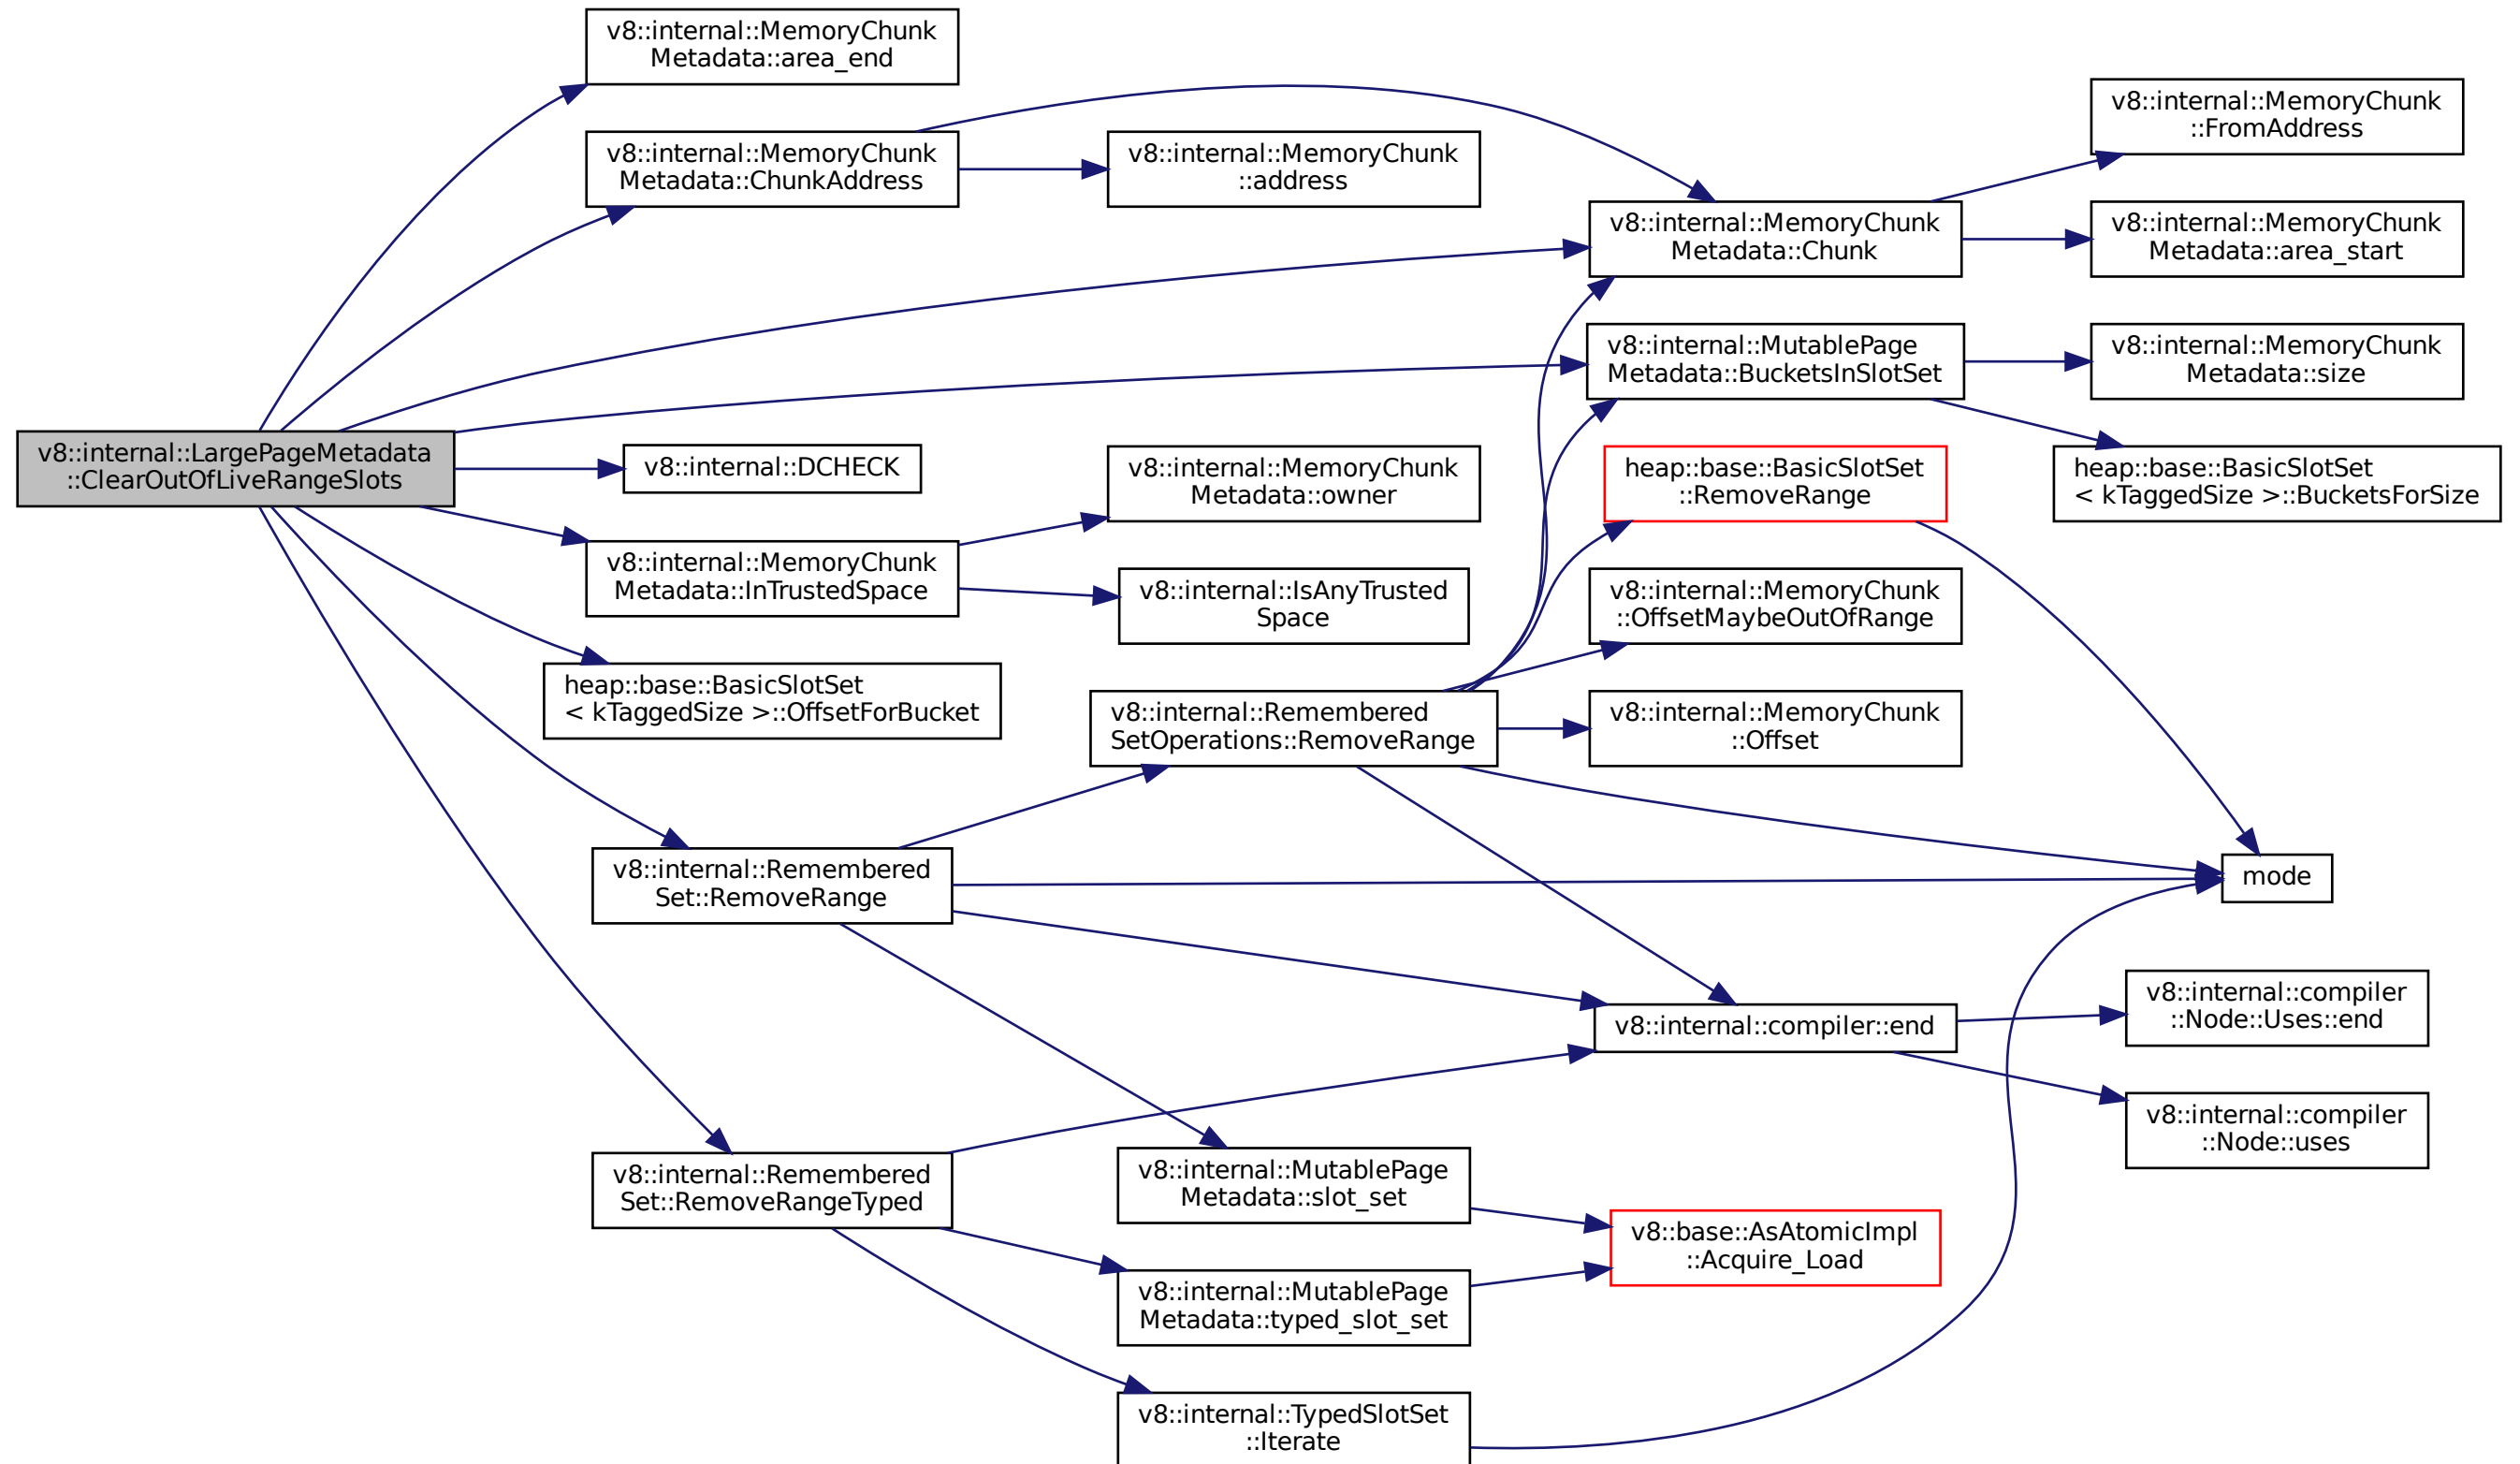 v8::internal::LargePageMetadata
::ClearOutOfLiveRangeSlots
v8::internal::MemoryChunk
Metadata::area_end
v8::internal::MemoryChunk
Metadata::ChunkAddress
v8::internal::DCHECK
v8::internal::MemoryChunk
Metadata::InTrustedSpace
heap::base::BasicSlotSet
< kTaggedSize >::OffsetForBucket
v8::internal::Remembered
Set::RemoveRange
v8::internal::Remembered
Set::RemoveRangeTyped
v8::internal::MemoryChunk
::address
v8::internal::MemoryChunk
Metadata::owner
v8::internal::IsAnyTrusted
Space
v8::internal::Remembered
SetOperations::RemoveRange
v8::internal::MutablePage
Metadata::slot_set
v8::internal::MutablePage
Metadata::typed_slot_set
v8::internal::TypedSlotSet
::Iterate
v8::internal::MemoryChunk
Metadata::Chunk
v8::internal::MutablePage
Metadata::BucketsInSlotSet
heap::base::BasicSlotSet
::RemoveRange
v8::internal::MemoryChunk
::OffsetMaybeOutOfRange
v8::internal::MemoryChunk
::Offset
v8::internal::compiler::end
v8::base::AsAtomicImpl
::Acquire_Load
v8::internal::MemoryChunk
::FromAddress
v8::internal::MemoryChunk
Metadata::area_start
v8::internal::MemoryChunk
Metadata::size
heap::base::BasicSlotSet
< kTaggedSize >::BucketsForSize
mode
v8::internal::compiler
::Node::Uses::end
v8::internal::compiler
::Node::uses